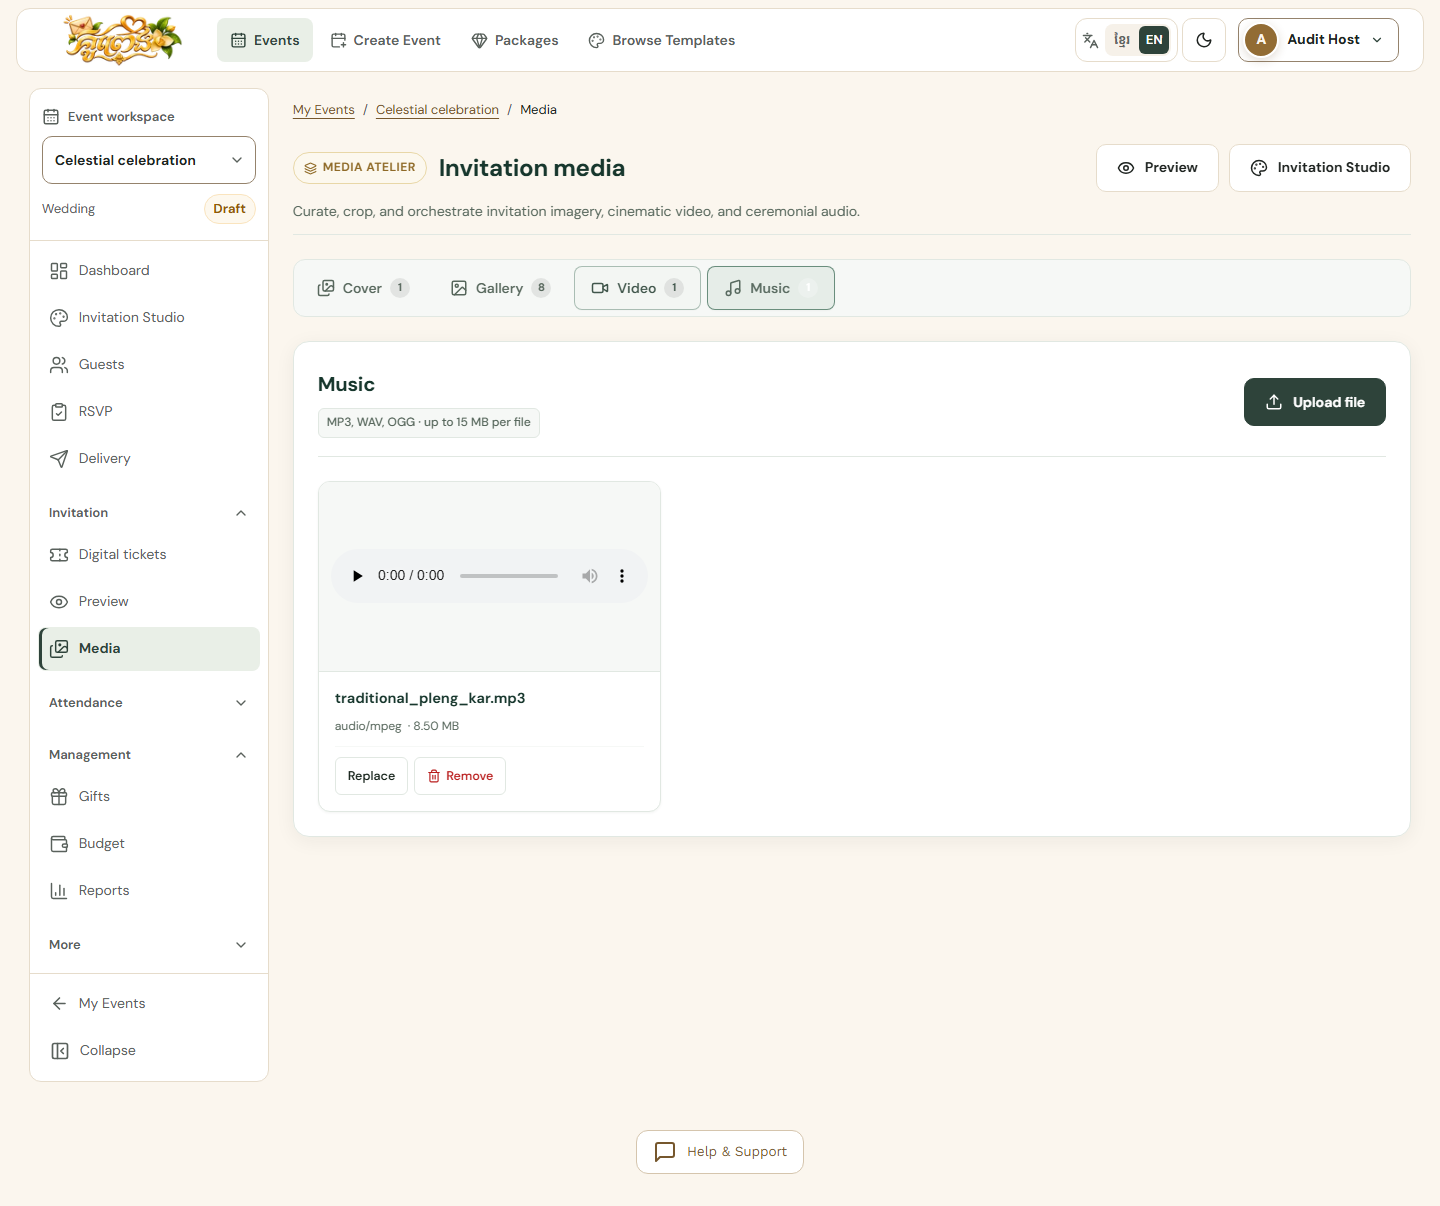 Events
Create Event
Packages
Browse Templates
ខ្មែរ
EN
A
Audit Host
Event workspace
Celestial celebration
Wedding
Draft
Dashboard
Invitation Studio
Guests
RSVP
Delivery
Invitation
Digital tickets
Preview
Media
Attendance
Management
Gifts
Budget
Reports
More
My Events
Collapse
My Events / Celestial celebration / Media
MEDIA ATELIER
Invitation media
Preview
Invitation Studio
Curate, crop, and orchestrate invitation imagery, cinematic video, and ceremonial audio.
Cover 1
Gallery 8
Video 1
Music 1
Music
MP3, WAV, OGG · up to 15 MB per file
Upload file
0:00 / 0:00
traditional_pleng_kar.mp3
audio/mpeg · 8.50 MB
Replace
Remove
Help & Support